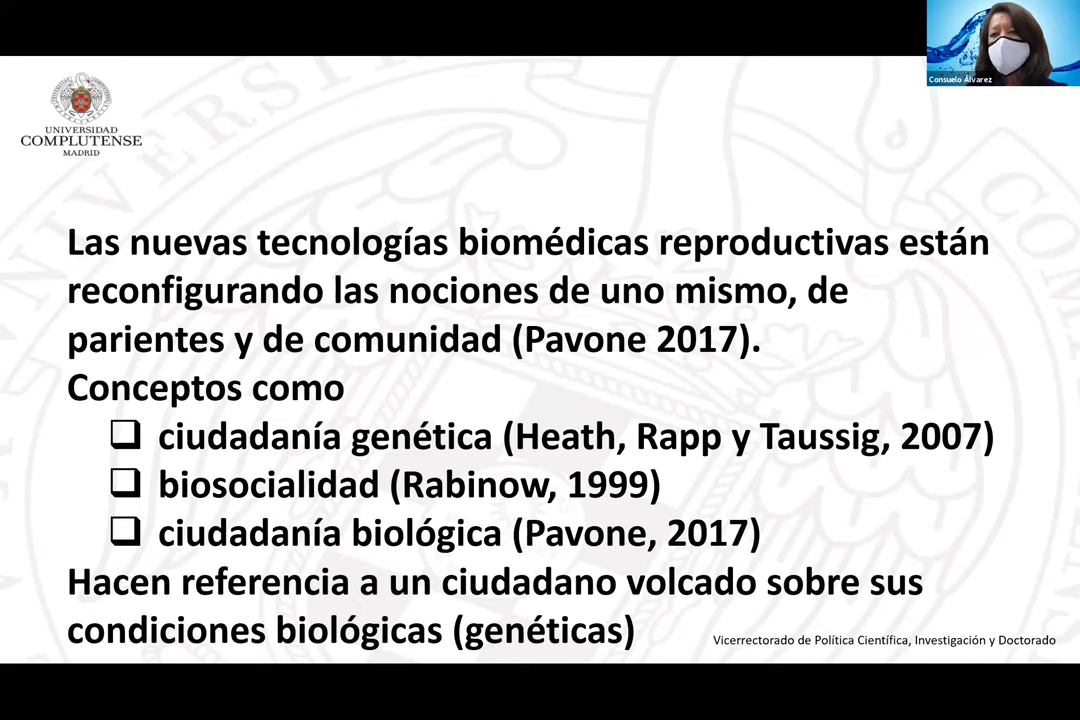 Consuelo Álvarez
UNIVERSIDAD
COMPLUTENSE
MADRID
Las nuevas tecnologías biomédicas reproductivas están
reconfigurando las nociones de uno mismo, de
parientes y de comunidad (Pavone 2017).
Conceptos como
❑ ciudadanía genética (Heath, Rapp y Taussig, 2007)
❑ biosocialidad (Rabinow, 1999)
❑ ciudadanía biológica (Pavone, 2017)
Hacen referencia a un ciudadano volcado sobre sus
condiciones biológicas (genéticas)
Vicerrectorado de Política Científica, Investigación y Doctorado